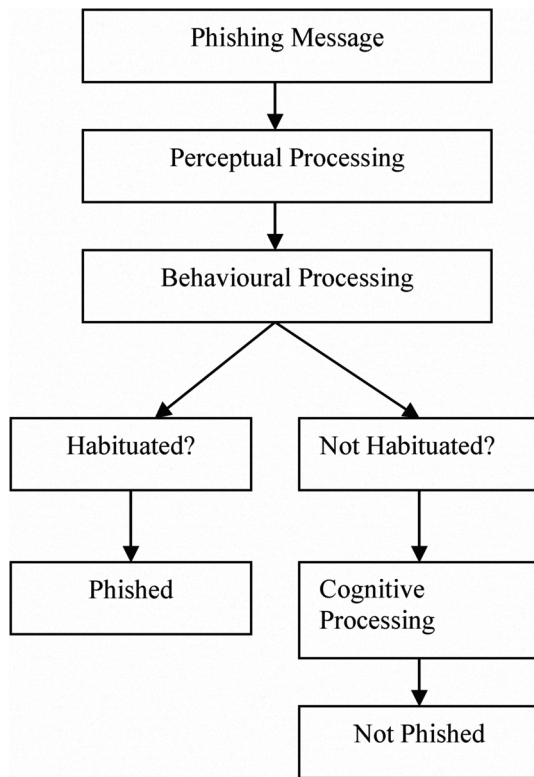 Phishing Message
Perceptual Processing
Behavioural Processing
Habituated?
Not Habituated?
Phished
Cognitive
Processing
Not Phished